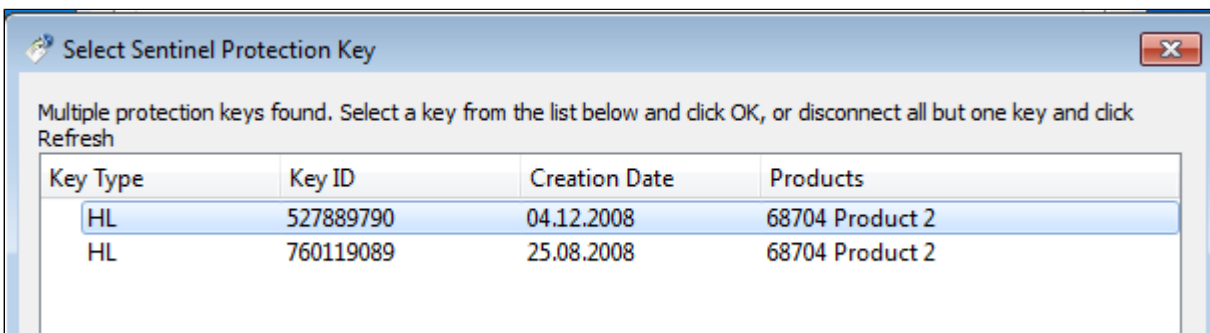 Select Sentinel Protection Key
Multiple protection keys found. Select a key from the list below and click OK, or disconnect all but one key and click
Refresh
Key Type Key ID Creation Date Products
HL 527889790 04.12.2008 68704 Product 2
HL 760119089 25.08.2008 68704 Product 2